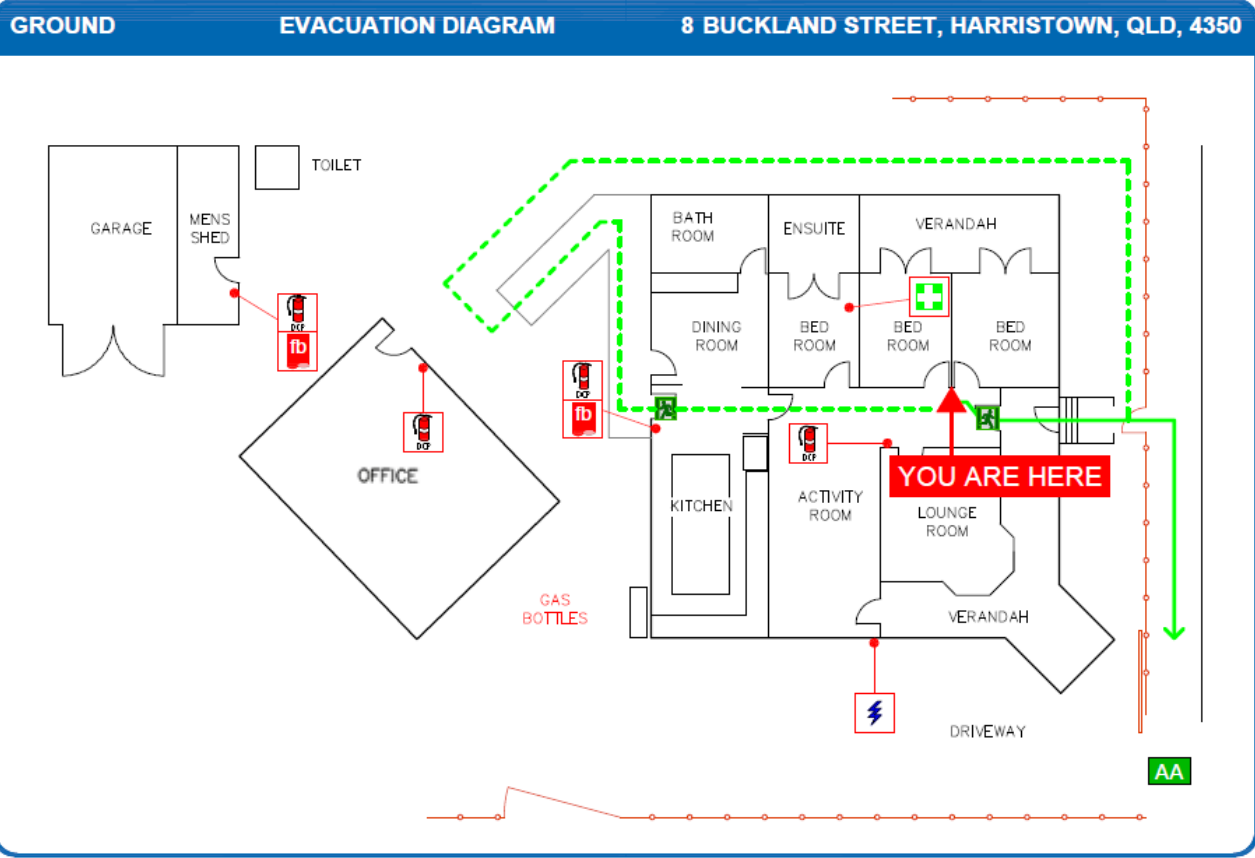 GROUND EVACUATION DIAGRAM 8 BUCKLAND STREET, HARRISTOWN, QLD, 4350
TOILET
GARAGE
MENS
SHED
BATH
ROOM
ENSUITE
VERANDAH
DCP
fb
DINING
ROOM
BED
ROOM
BED
ROOM
BED
ROOM
DCP
fb
DCP
OFFICE
DCP
YOU ARE HERE
KITCHEN
ACTIVITY
ROOM
LOUNGE
ROOM
GAS
BOTTLES
VERANDAH
DRIVEWAY
AA